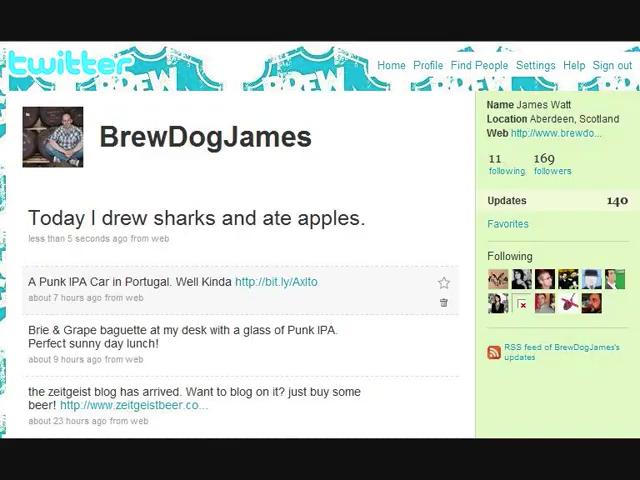 twitter
Home Profile Find People Settings Help Sign out
BREW
BrewDogJames
Today I drew sharks and ate apples.
less than 5 seconds ago from web
A Punk IPA Car in Portugal. Well Kinda http://bit.ly/AxIto
about 7 hours ago from web
Brie & Grape baguette at my desk with a glass of Punk IPA.
Perfect sunny day lunch!
about 9 hours ago from web
the zeitgeist blog has arrived. Want to blog on it? just buy some
beer! http://www.zeitgeistbeer.co...
about 23 hours ago from web
Name James Watt
Location Aberdeen, Scotland
Web http://www.brewdo...
11 169
following followers
Updates 140
Favorites
Following
RSS feed of BrewDogJames's
updates